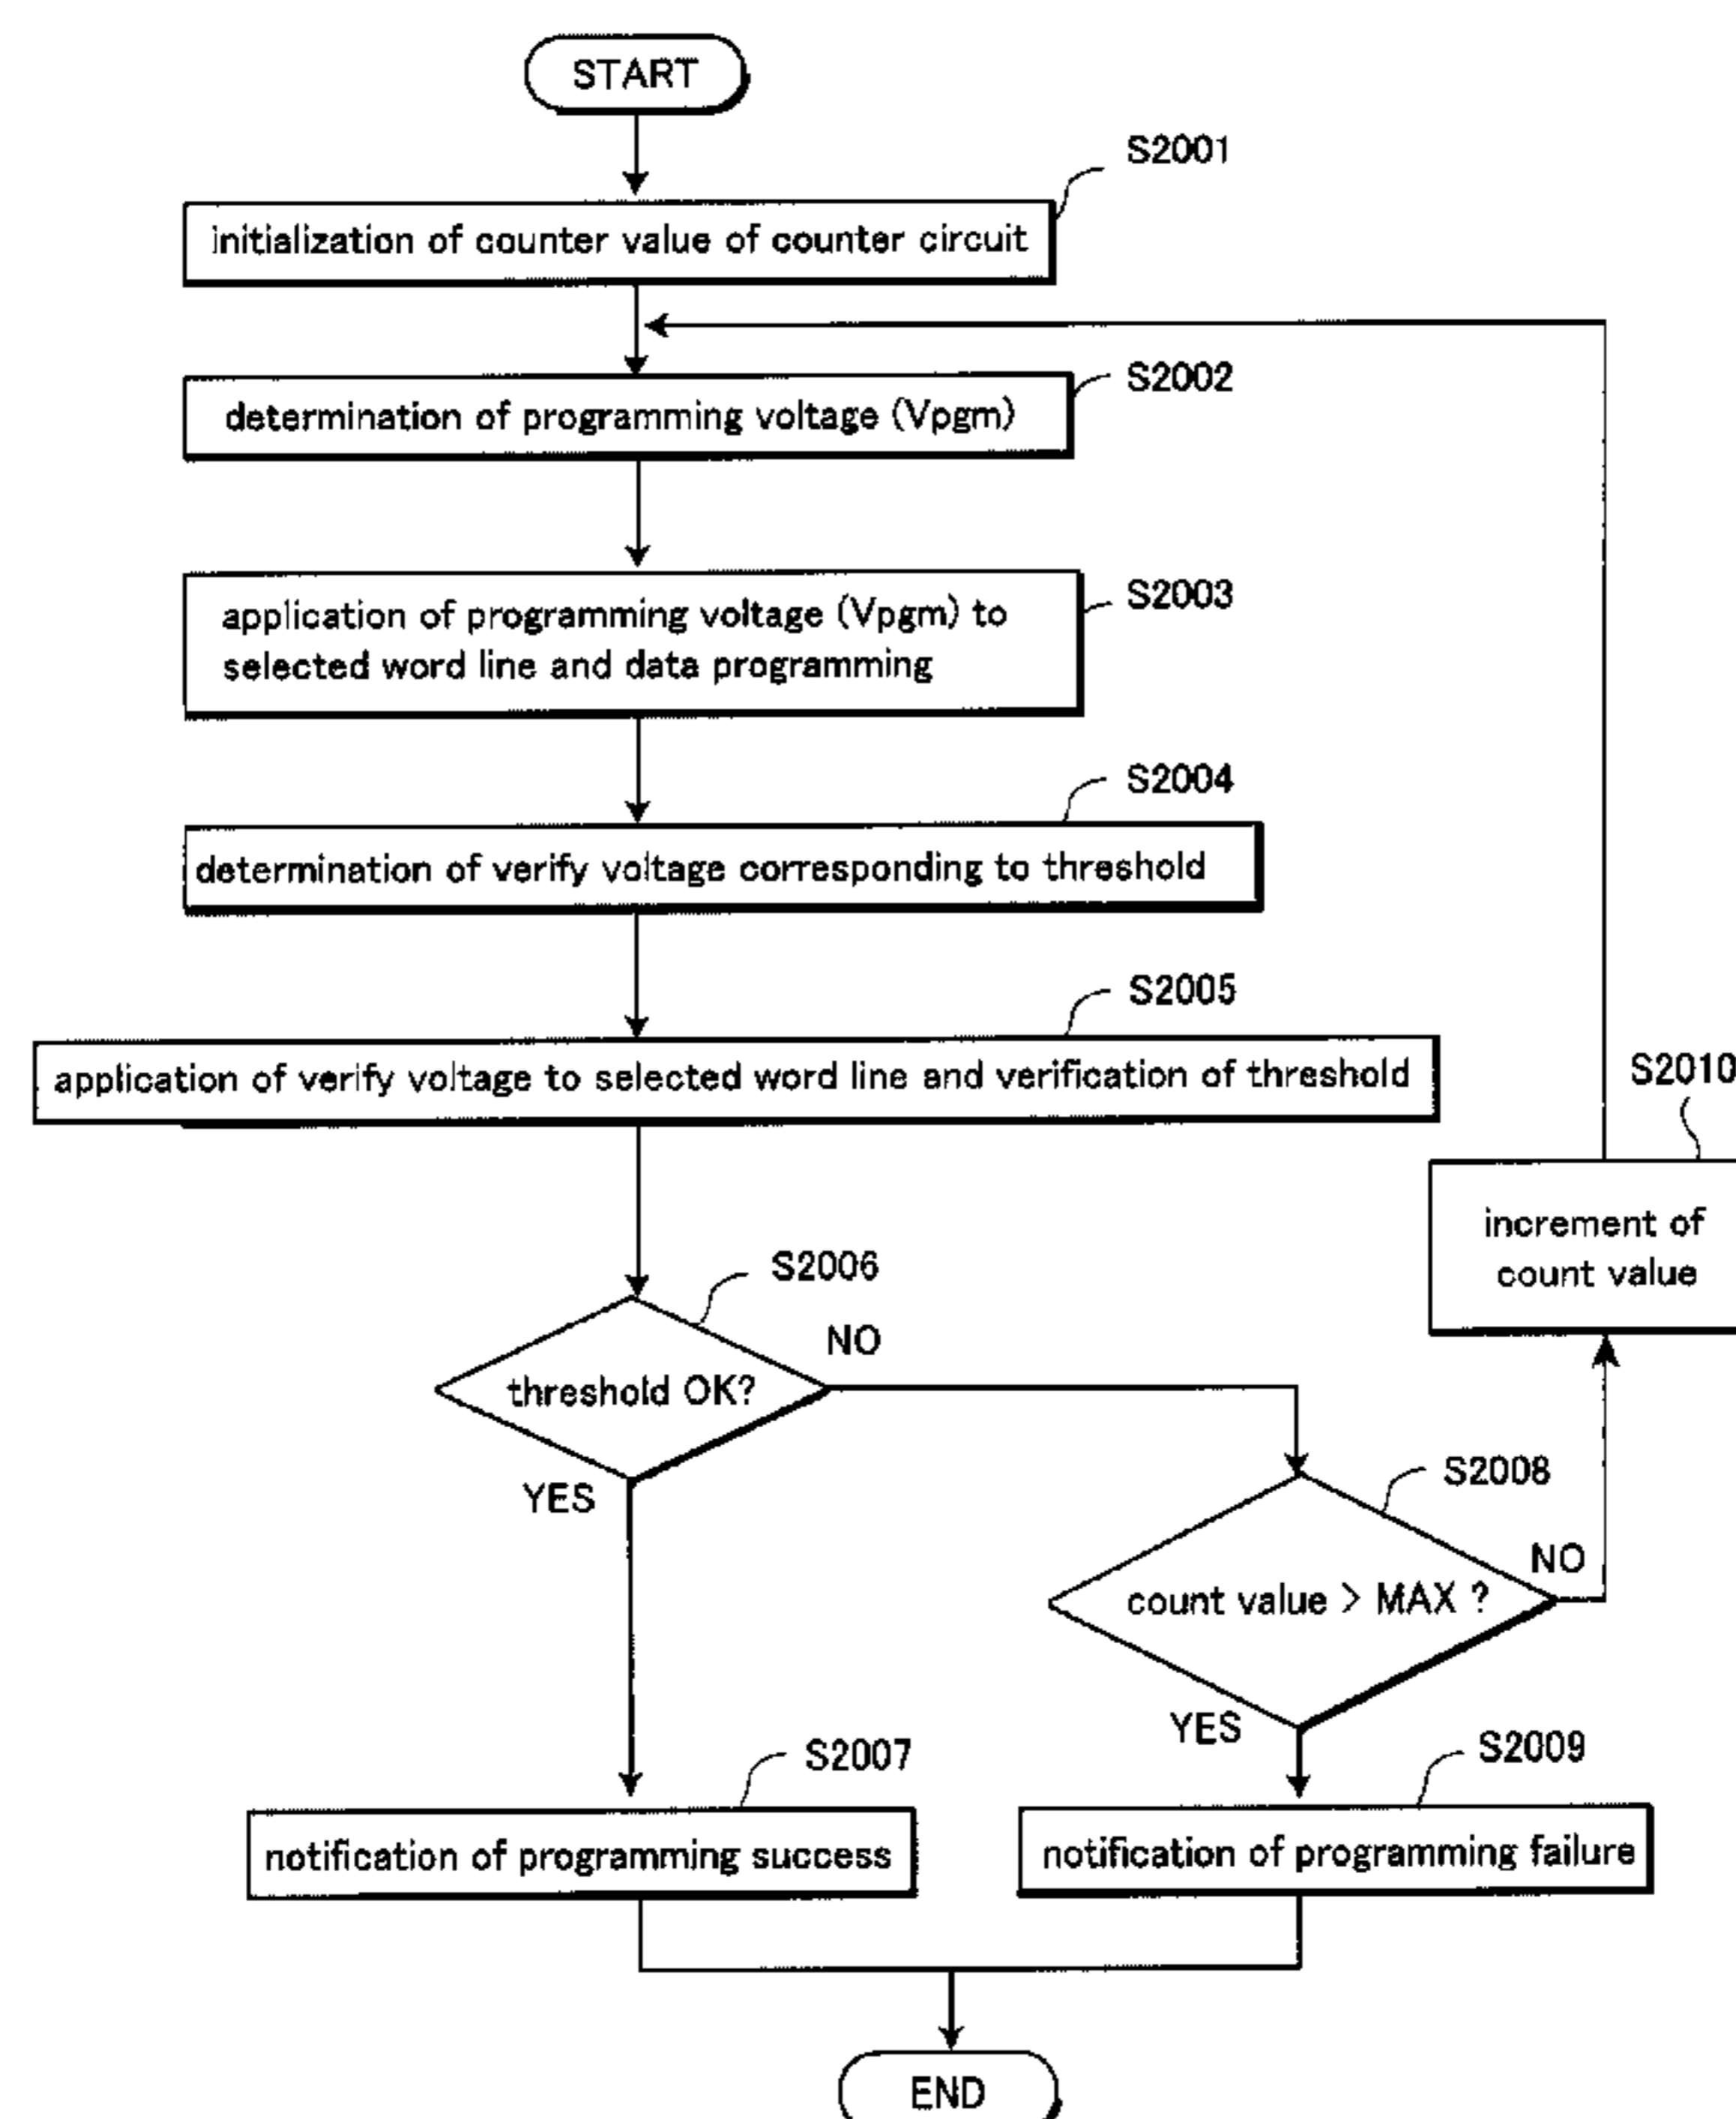 START
S2001
initialization of counter value of counter circuit
S2002
determination of programming voltage (Vpgm)
S2003
application of programming voltage (Vpgm) to
selected word line and data programming
S2004
determination of verify voltage corresponding to threshold
S2005
application of verify voltage to selected word line and verification of threshold
S2010
increment of
count value
S2006
NO
threshold OK?
YES
S2008
NO
count value > MAX ?
YES
S2007
notification of programming success
S2009
notification of programming failure
END